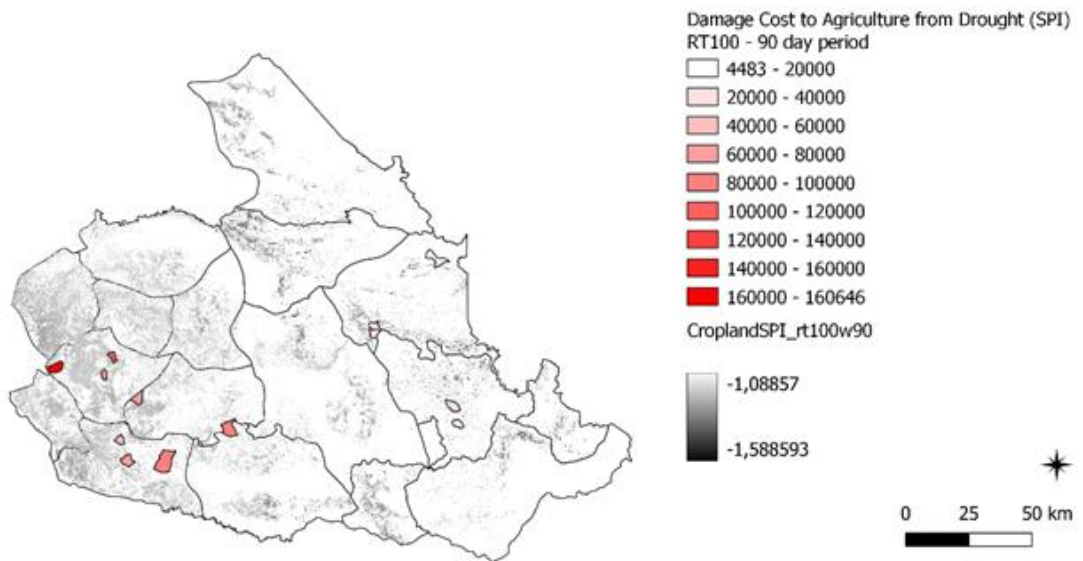 Damage Cost to Agriculture from Drought (SPI)
RT100 - 90 day period
4483 - 20000
20000 - 40000
40000 - 60000
60000 - 80000
80000 - 100000
100000 - 120000
120000 - 140000
140000 - 160000
160000 - 160646
CroplandSPI_rt100w90
-1,08857
-1,588593
0 25 50 km